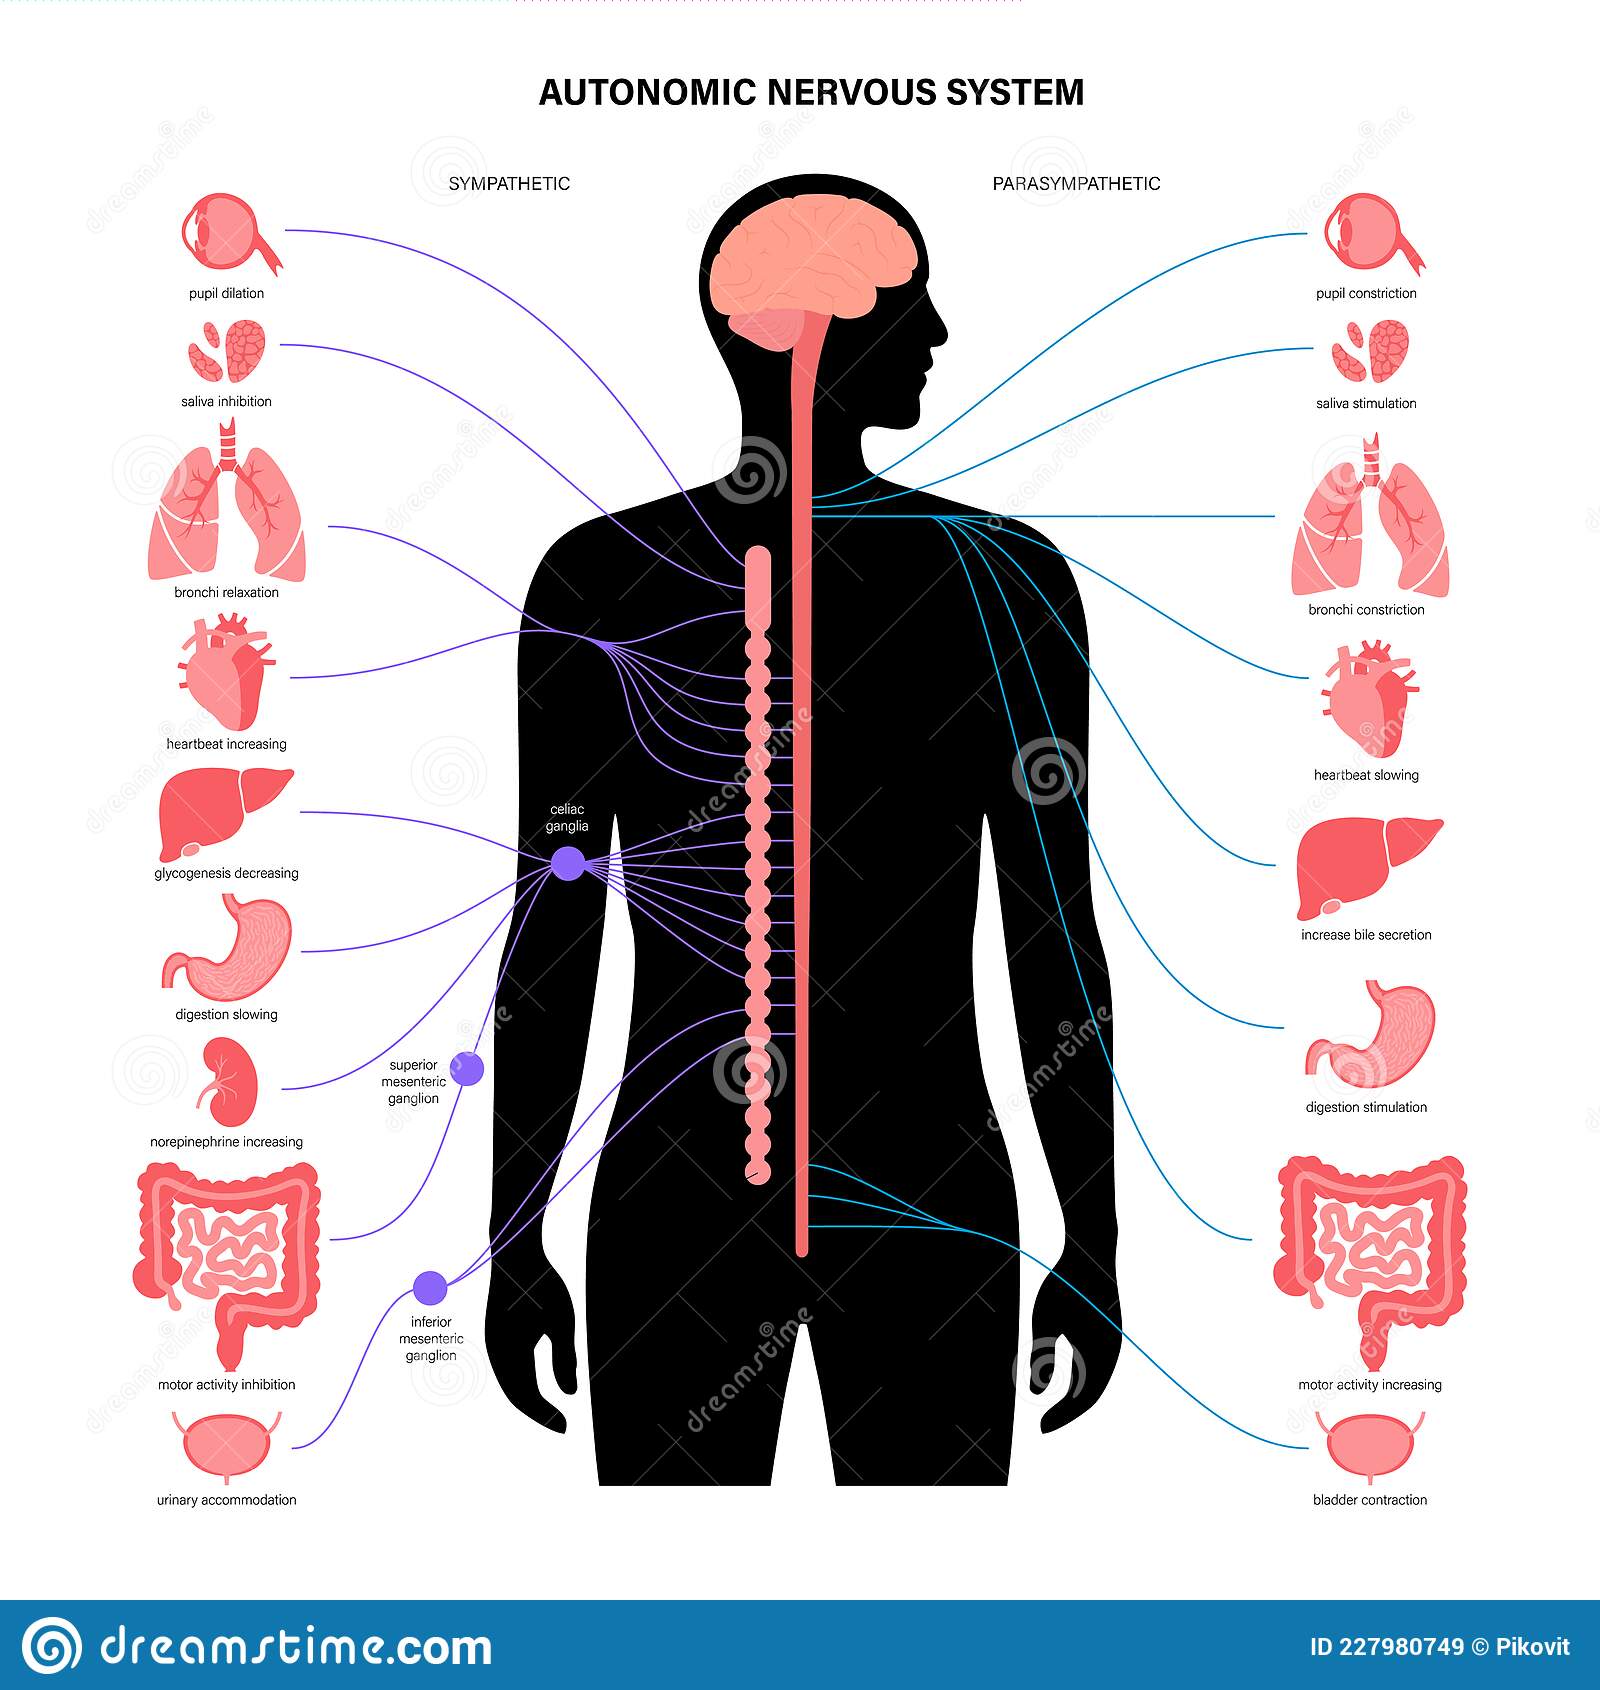 AUTONOMIC NERVOUS SYSTEM
SYMPATHETIC
PARASYMPATHETIC
pupil dilation
saliva inhibition
bronchi relaxation
heartbeat increasing
glycogenesis decreasing
digestion slowing
norepinephrine increasing
motor activity inhibition
urinary accommodation
celiac
ganglia
superior
mesenteric
ganglion
inferior
mesenteric
ganglion
pupil constriction
saliva stimulation
bronchi constriction
heartbeat slowing
increase bile secretion
digestion stimulation
motor activity increasing
bladder contraction
dreamstime.com
ID 227980749 © Pikovit